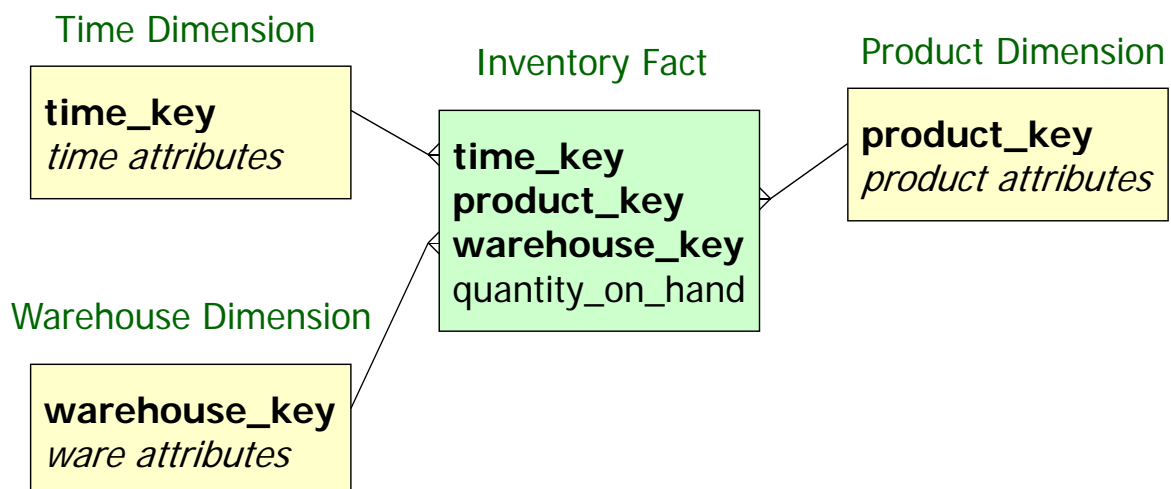 Time Dimension
time_key
time attributes
Inventory Fact
time_key
product_key
warehouse_key
quantity_on_hand
Product Dimension
product_key
product attributes
Warehouse Dimension
warehouse_key
ware attributes